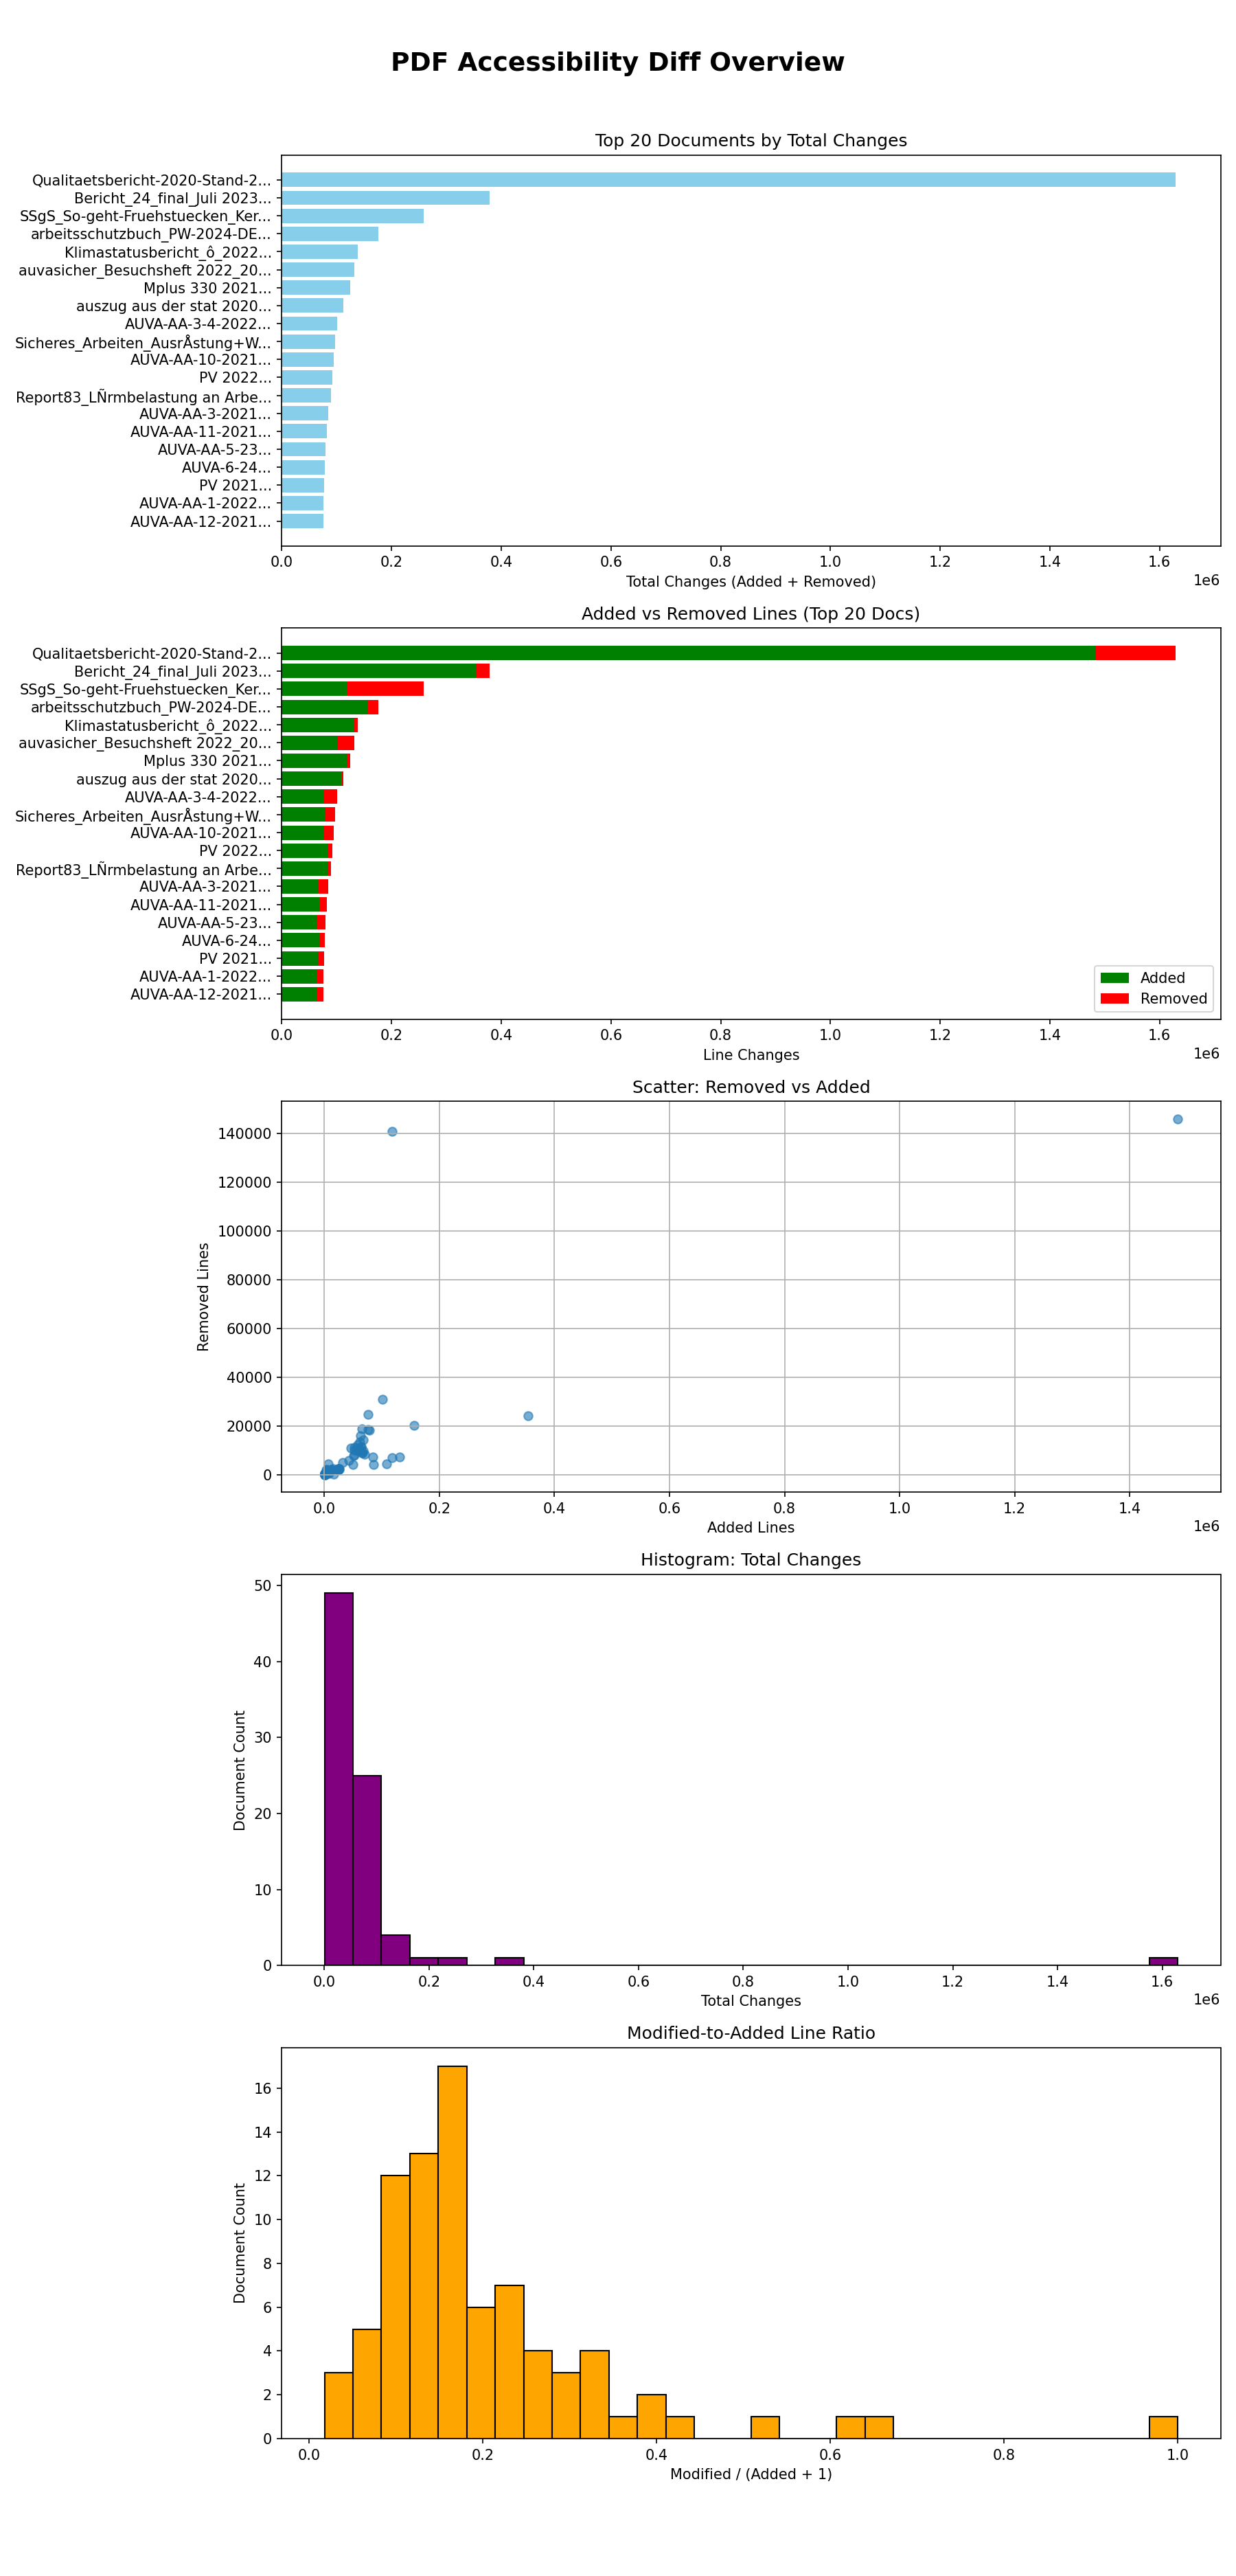 PDF Accessibility Diff Overview
Top 20 Documents by Total Changes
Qualitaetsbericht-2020-Stand-2...
Bericht_24_final_Juli 2023...
SSgS_So-geht-Fruehstuecken_Ker...
arbeitsschutzbuch_PW-2024-DE...
Klimastatusbericht_ô_2022...
auvasicher_Besuchsheft 2022_20...
Mplus 330 2021...
auszug aus der stat 2020...
AUVA-AA-3-4-2022...
Sicheres_Arbeiten_AusrÅstung+W...
AUVA-AA-10-2021...
PV 2022...
Report83_LÑrmbelastung an Arbe...
AUVA-AA-3-2021...
AUVA-AA-11-2021...
AUVA-AA-5-23...
AUVA-6-24...
PV 2021...
AUVA-AA-1-2022...
AUVA-AA-12-2021...
0.0 0.2 0.4 0.6 0.8 1.0 1.2 1.4 1.6
1e6
Total Changes (Added + Removed)
Added vs Removed Lines (Top 20 Docs)
Qualitaetsbericht-2020-Stand-2...
Bericht_24_final_Juli 2023...
SSgS_So-geht-Fruehstuecken_Ker...
arbeitsschutzbuch_PW-2024-DE...
Klimastatusbericht_ô_2022...
auvasicher_Besuchsheft 2022_20...
Mplus 330 2021...
auszug aus der stat 2020...
AUVA-AA-3-4-2022...
Sicheres_Arbeiten_AusrÅstung+W...
AUVA-AA-10-2021...
PV 2022...
Report83_LÑrmbelastung an Arbe...
AUVA-AA-3-2021...
AUVA-AA-11-2021...
AUVA-AA-5-23...
AUVA-6-24...
PV 2021...
AUVA-AA-1-2022...
AUVA-AA-12-2021...
Added
Removed
0.0 0.2 0.4 0.6 0.8 1.0 1.2 1.4 1.6
1e6
Line Changes
Scatter: Removed vs Added
Removed Lines
140000
120000
100000
80000
60000
40000
20000
0
0.0 0.2 0.4 0.6 0.8 1.0 1.2 1.4
1e6
Added Lines
Histogram: Total Changes
Document Count
50
40
30
20
10
0
0.0 0.2 0.4 0.6 0.8 1.0 1.2 1.4 1.6
1e6
Total Changes
Modified-to-Added Line Ratio
Document Count
16
14
12
10
8
6
4
2
0
0.0 0.2 0.4 0.6 0.8 1.0
Modified / (Added + 1)